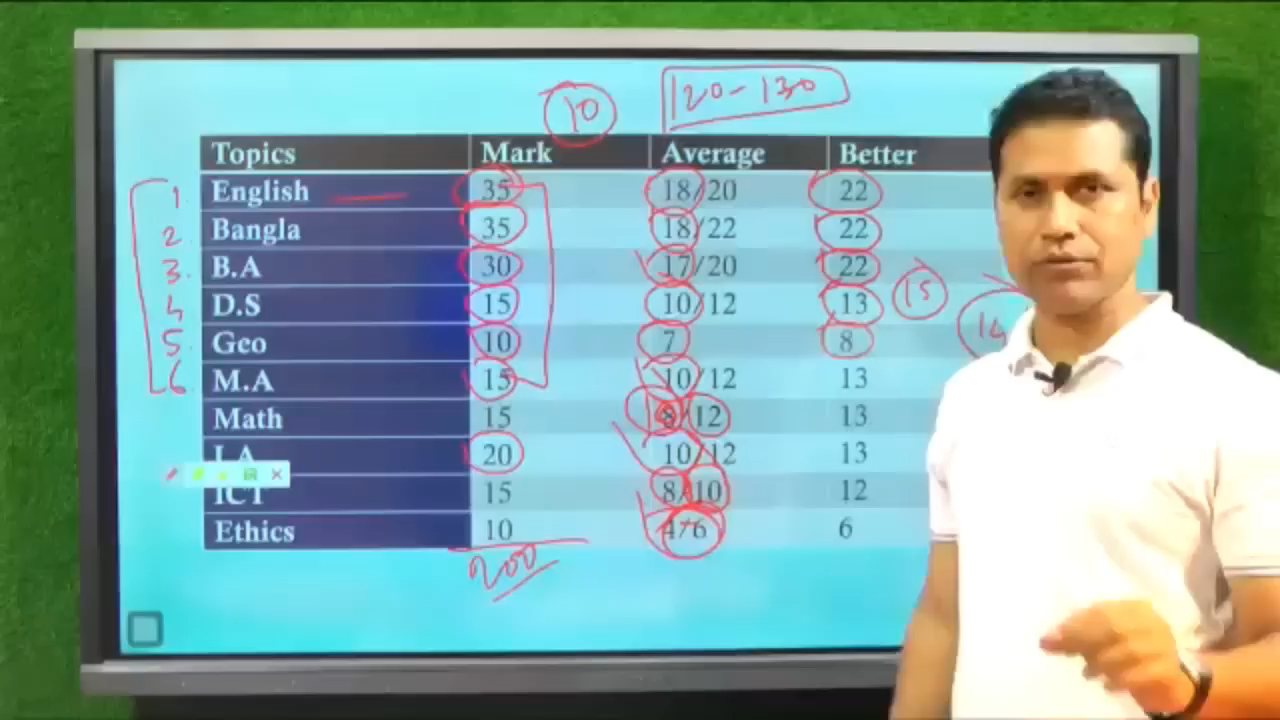 10 120-130
Topics Mark Average Better
1. English 35 18/20 22
2. Bangla 35 18/22 22
3. B.A 30 17/20 22
4 D.S 15 10/12 13 15
5. Geo 10 7 8 14
6 M.A 15 10/12 13
Math 15 8/12 13
I.A 20 10/12 13
ICT 15 8/10 12
Ethics 10 4/6 6
200